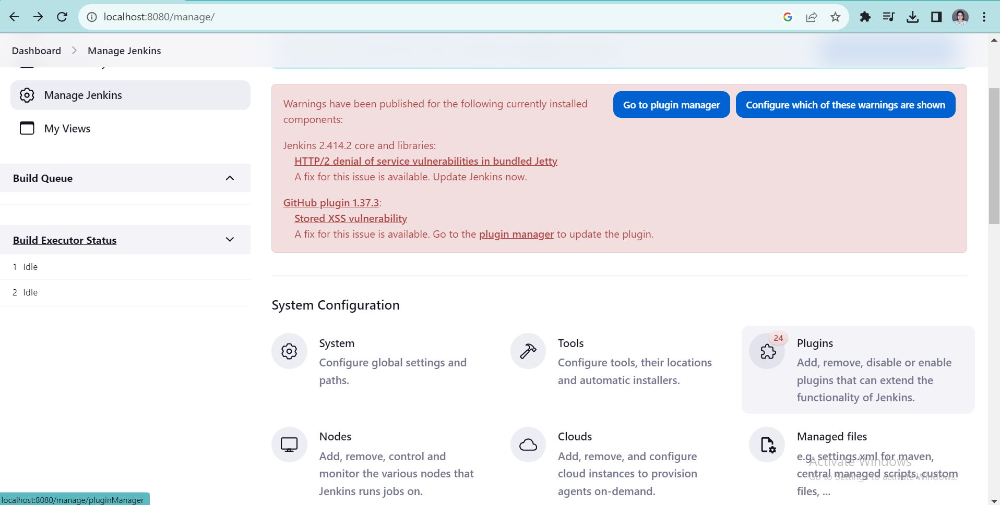 localhost:8080/manage/
Dashboard
Manage Jenkins
Manage Jenkins
My Views
Build Queue
Build Executor Status
1 Idle
2 Idle
Warnings have been published for the following currently installed
components:
Go to plugin manager
Configure which of these warnings are shown
Jenkins 2.414.2 core and libraries:
HTTP/2 denial of service vulnerabilities in bundled Jetty
A fix for this issue is available. Update Jenkins now.
GitHub plugin 1.37.3:
Stored XSS vulnerability
A fix for this issue is available. Go to the plugin manager to update the plugin.
System Configuration
System
Configure global settings and
paths.
Tools
Configure tools, their locations
and automatic installers.
24
Plugins
Add, remove, disable or enable
plugins that can extend the
functionality of Jenkins.
Nodes
Add, remove, control and
monitor the various nodes that
Jenkins runs jobs on.
Clouds
Add, remove, and configure
cloud instances to provision
agents on-demand.
Managed files
e.g. settings.xml for maven,
central managed scripts, custom
files, ...
Activate Windows
Go to Settings to activate Windows.
localhost:8080/manage/pluginManager